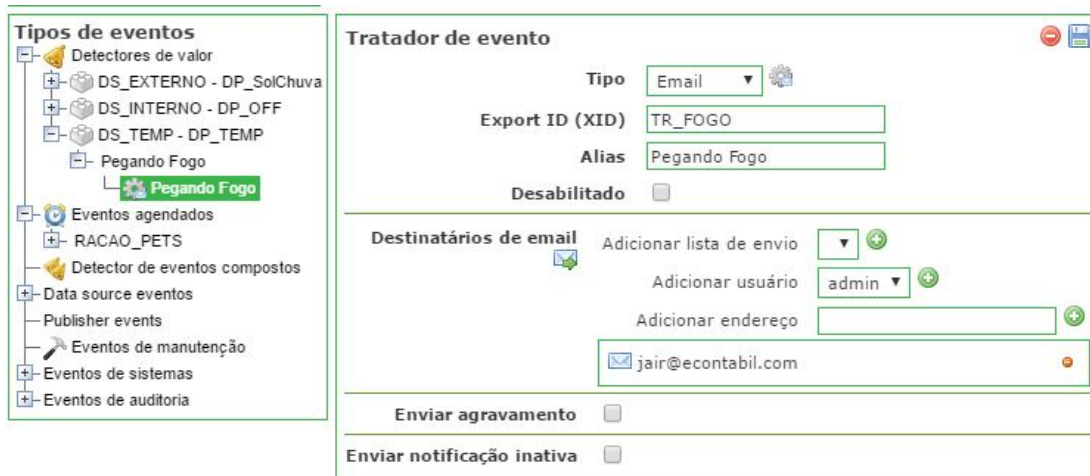 Tipos de eventos
Detectores de valor
DS_EXTERNO - DP_SolChuva
DS_INTERNO - DP_OFF
DS_TEMP - DP_TEMP
Pegando Fogo
Pegando Fogo
Eventos agendados
RACAO_PETS
Detector de eventos compostos
Data source eventos
Publisher events
Eventos de manutenção
Eventos de sistemas
Eventos de auditoria
Tratador de evento
Tipo Email
Export ID (XID) TR_FOGO
Alias Pegando Fogo
Desabilitado
Destinatários de email
Adicionar lista de envio
Adicionar usuário admin
Adicionar endereço
jair@econtabil.com
Enviar agravamento
Enviar notificação inativa